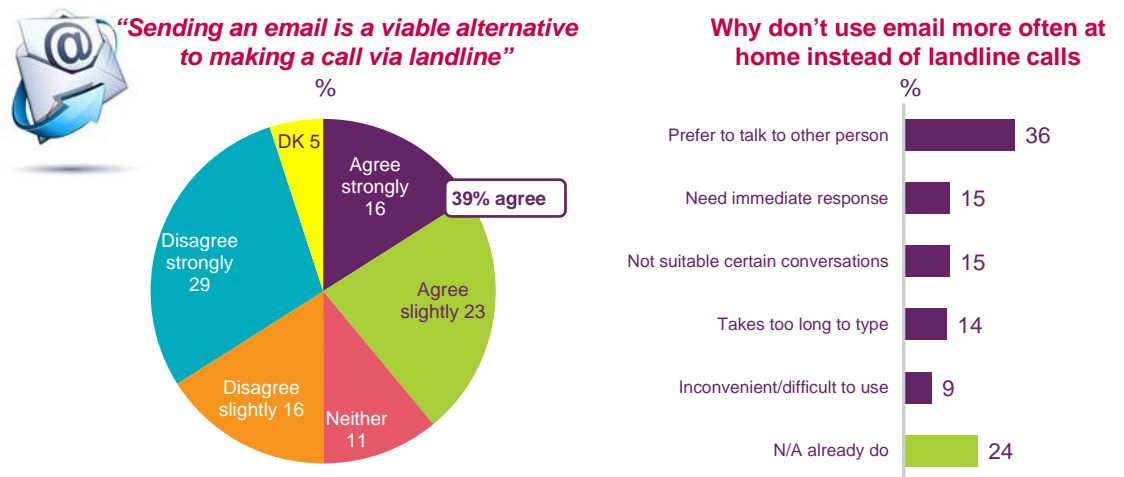 “Sending an email is a viable alternative
to making a call via landline”
%
DK 5
Agree
strongly
16
39% agree
Agree
slightly 23
Neither
11
Disagree
slightly 16
Disagree
strongly
29
@
Why don’t use email more often at
home instead of landline calls
%
Prefer to talk to other person 36
Need immediate response 15
Not suitable certain conversations 15
Takes too long to type 14
Inconvenient/difficult to use 9
N/A already do 24